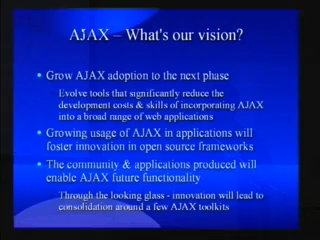 AJAX – What's our vision?
• Grow AJAX adoption to the next phase
Evolve tools that significantly reduce the
development costs & skills of incorporating AJAX
into a broad range of web applications
• Growing usage of AJAX in applications will
foster innovation in open source frameworks
• The community & applications produced will
enable AJAX future functionality
Through the looking glass - innovation will lead to
consolidation around a few AJAX toolkits